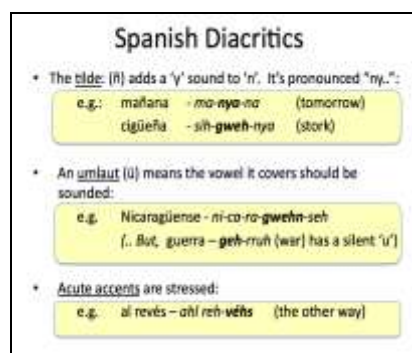 Spanish Diacritics
• The tilde: (ñ) adds a 'y' sound to 'n'. It's pronounced "ny..":
e.g.: mañana - ma-nya-na (tomorrow)
cigüeña - sih-gweh-nya (stork)
• An umlaut (ü) means the vowel it covers should be
sounded:
e.g. Nicaragüense - ni-ca-ra-gwehn-seh
(.. But, guerra – geh-rruh (war) has a silent 'u')
• Acute accents are stressed:
e.g. al revés – ahl reh-véhs (the other way)